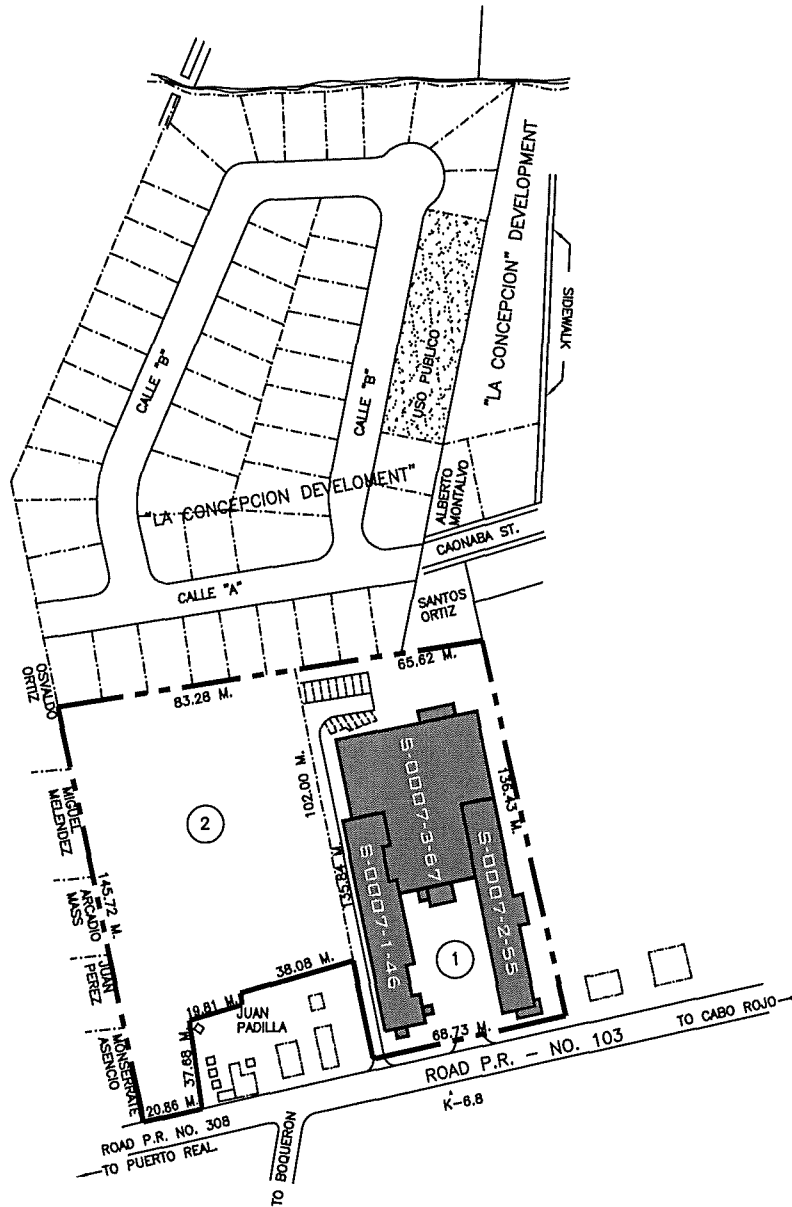 "LA CONCEPCION" DEVELOPMENT
SIDEWALK
USO PUBLICO
CALLE "B"
CALLE "B"
"LA CONCEPCION DEVELOMENT"
ALBERTO
MONTALVO
CAONABA ST.
CALLE "A"
SANTOS
ORTIZ
65.62 M.
OSVALDO
ORTIZ
83.28 M.
102.00 M.
S-0007-3-67
136.43 M.
MIGUEL
MELENDEZ
2
S-0007-1-46
S-0007-2-55
145.72 M.
ARCADIO
MASS
1
JUAN
PEREZ
38.08 M.
19.81 M.
JUAN
PADILLA
37.68 M.
MONSERRATE
ASENCIO
20.86 M.
68.73 M.
TO CABO ROJO
ROAD P.R. - NO. 103
K-6.8
ROAD P.R. NO. 308
TO PUERTO REAL
TO BOQUERON